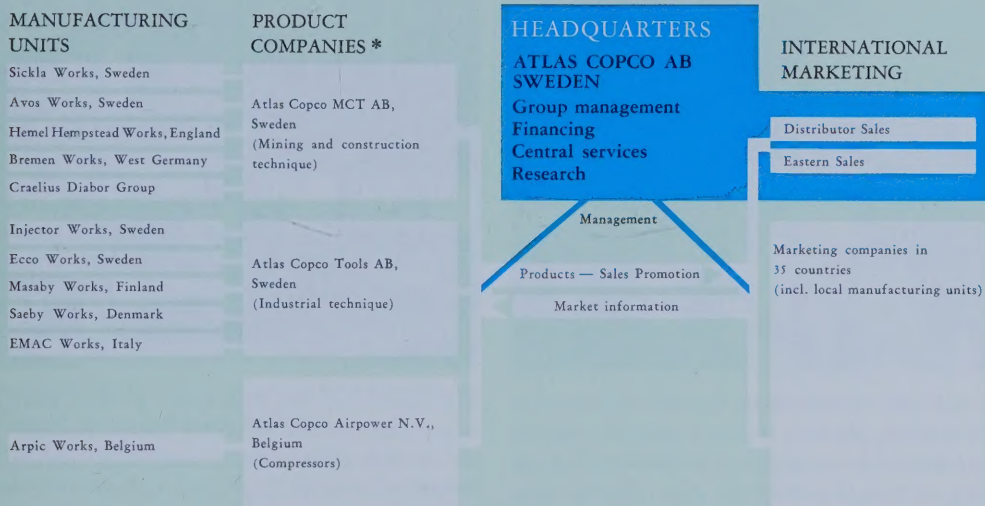 MANUFACTURING
UNITS
Sickla Works, Sweden
Avos Works, Sweden
Hemel Hempstead Works, England
Bremen Works, West Germany
Craelius Diabor Group
Injector Works, Sweden
Ecco Works, Sweden
Masaby Works, Finland
Saeby Works, Denmark
EMAC Works, Italy
Arpic Works, Belgium
PRODUCT
COMPANIES *
Atlas Copco MCT AB,
Sweden
(Mining and construction
technique)
Atlas Copco Tools AB,
Sweden
(Industrial technique)
Atlas Copco Airpower N.V.,
Belgium
(Compressors)
HEADQUARTERS
ATLAS COPCO AB
SWEDEN
Group management
Financing
Central services
Research
Management
Products — Sales Promotion
Market information
INTERNATIONAL
MARKETING
Distributor Sales
Eastern Sales
Marketing companies in
35 countries
(incl. local manufacturing units)